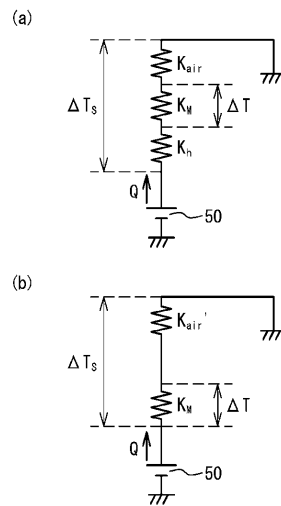 (a)
K_air
ΔT_S
K_M
ΔT
K_h
Q
50
(b)
K_air'
ΔT_S
K_M
ΔT
Q
50